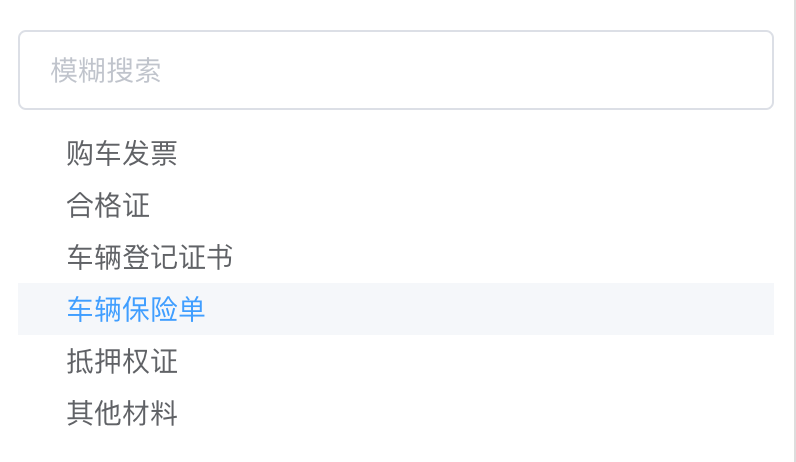 模糊搜索
购车发票
合格证
车辆登记证书
车辆保险单
抵押权证
其他材料